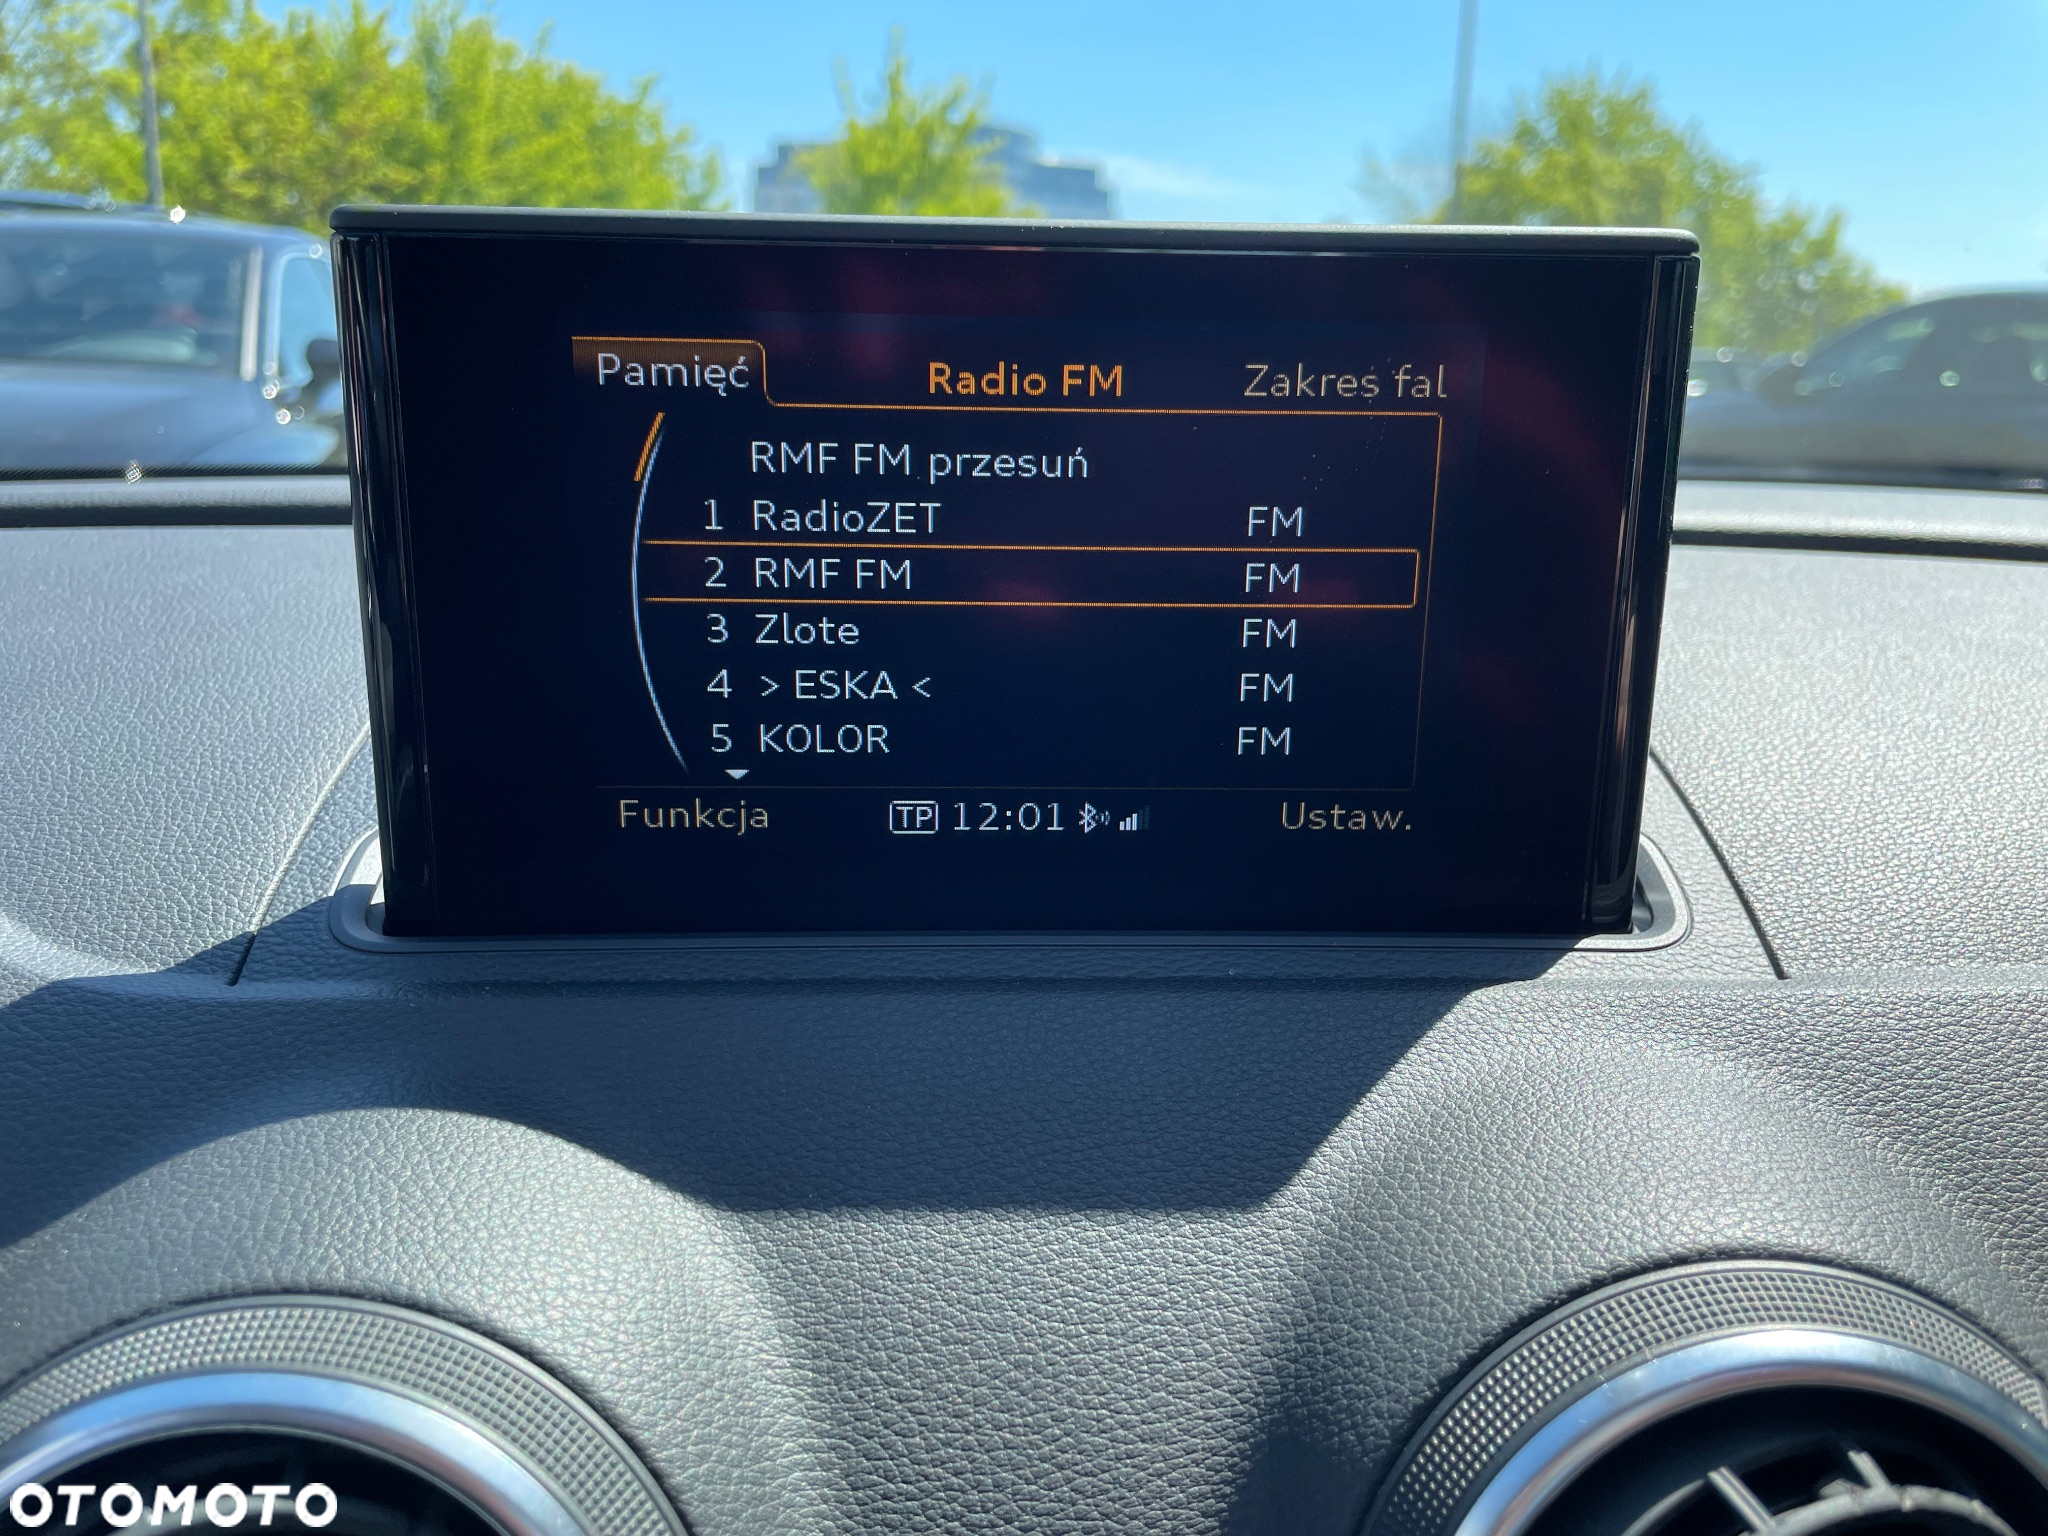 Pamięć Radio FM Zakres fal
RMF FM przesuń
1 RadioZET FM
2 RMF FM FM
3 Zlote FM
4 > ESKA < FM
5 KOLOR FM
Funkcja TP 12:01 Ustaw.
OTOMOTO